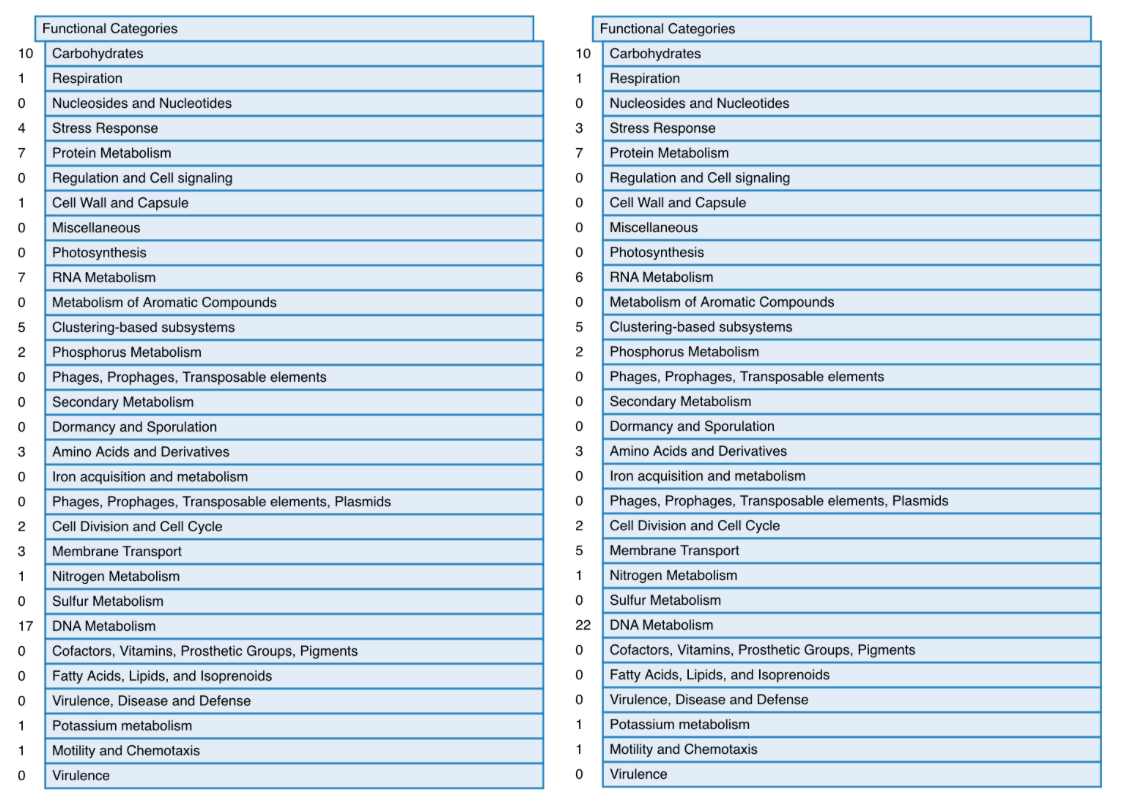 Functional Categories
10 Carbohydrates
1 Respiration
0 Nucleosides and Nucleotides
4 Stress Response
7 Protein Metabolism
0 Regulation and Cell signaling
1 Cell Wall and Capsule
0 Miscellaneous
0 Photosynthesis
7 RNA Metabolism
0 Metabolism of Aromatic Compounds
5 Clustering-based subsystems
2 Phosphorus Metabolism
0 Phages, Prophages, Transposable elements
0 Secondary Metabolism
0 Dormancy and Sporulation
3 Amino Acids and Derivatives
0 Iron acquisition and metabolism
0 Phages, Prophages, Transposable elements, Plasmids
2 Cell Division and Cell Cycle
3 Membrane Transport
1 Nitrogen Metabolism
0 Sulfur Metabolism
17 DNA Metabolism
0 Cofactors, Vitamins, Prosthetic Groups, Pigments
0 Fatty Acids, Lipids, and Isoprenoids
0 Virulence, Disease and Defense
1 Potassium metabolism
1 Motility and Chemotaxis
0 Virulence
Functional Categories
10 Carbohydrates
1 Respiration
0 Nucleosides and Nucleotides
3 Stress Response
7 Protein Metabolism
0 Regulation and Cell signaling
0 Cell Wall and Capsule
0 Miscellaneous
0 Photosynthesis
6 RNA Metabolism
0 Metabolism of Aromatic Compounds
5 Clustering-based subsystems
2 Phosphorus Metabolism
0 Phages, Prophages, Transposable elements
0 Secondary Metabolism
0 Dormancy and Sporulation
3 Amino Acids and Derivatives
0 Iron acquisition and metabolism
0 Phages, Prophages, Transposable elements, Plasmids
2 Cell Division and Cell Cycle
5 Membrane Transport
1 Nitrogen Metabolism
0 Sulfur Metabolism
22 DNA Metabolism
0 Cofactors, Vitamins, Prosthetic Groups, Pigments
0 Fatty Acids, Lipids, and Isoprenoids
0 Virulence, Disease and Defense
1 Potassium metabolism
1 Motility and Chemotaxis
0 Virulence